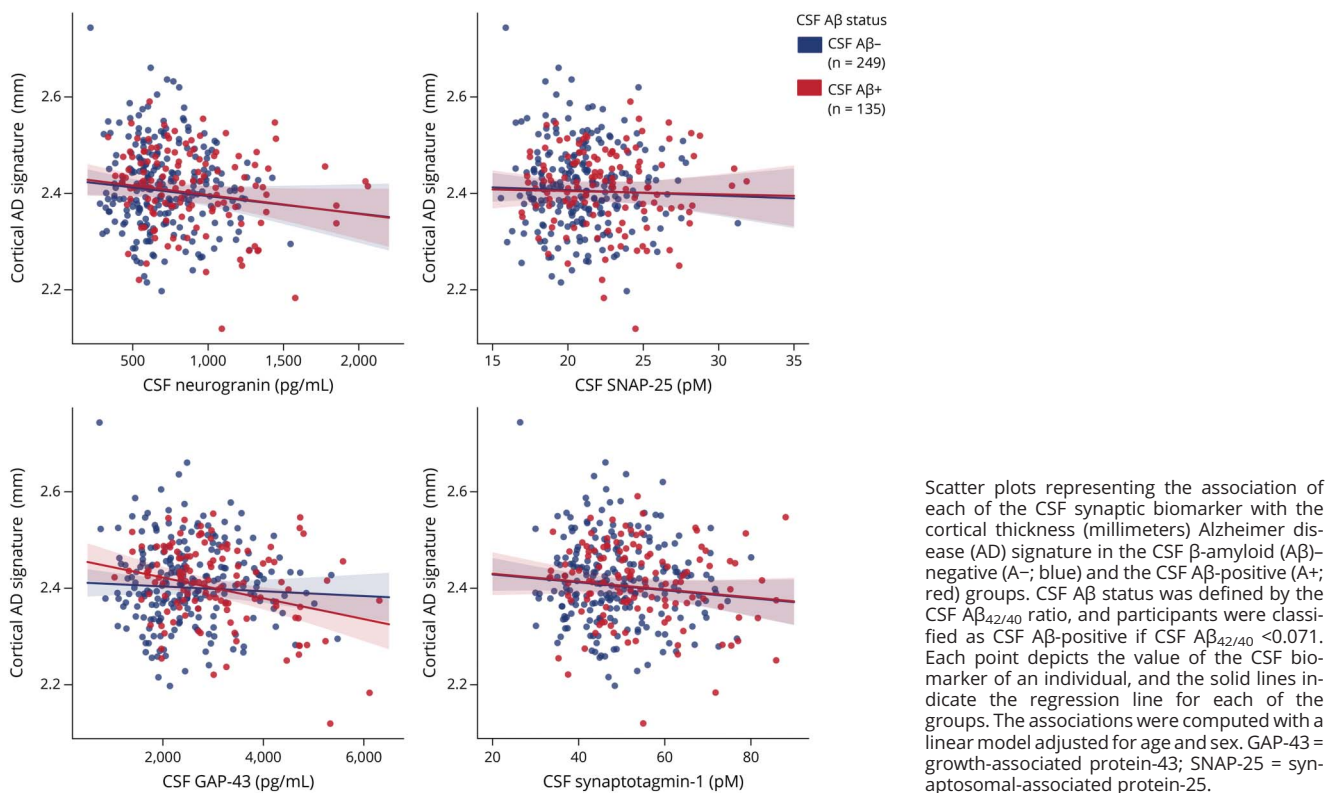 Cortical AD signature (mm)
2.6
2.4
2.2
500 1,000 1,500 2,000
CSF neurogranin (pg/mL)
Cortical AD signature (mm)
2.6
2.4
2.2
15 20 25 30 35
CSF SNAP-25 (pM)
CSF Aβ status
CSF Aβ–
(n = 249)
CSF Aβ+
(n = 135)
Cortical AD signature (mm)
2.6
2.4
2.2
2,000 4,000 6,000
CSF GAP-43 (pg/mL)
Cortical AD signature (mm)
2.6
2.4
2.2
20 40 60 80
CSF synaptotagmin-1 (pM)
Scatter plots representing the association of
each of the CSF synaptic biomarker with the
cortical thickness (millimeters) Alzheimer dis-
ease (AD) signature in the CSF β-amyloid (Aβ)–
negative (A−; blue) and the CSF Aβ-positive (A+;
red) groups. CSF Aβ status was defined by the
CSF Aβ42/40 ratio, and participants were classi-
fied as CSF Aβ-positive if CSF Aβ42/40 <0.071.
Each point depicts the value of the CSF bio-
marker of an individual, and the solid lines in-
dicate the regression line for each of the
groups. The associations were computed with a
linear model adjusted for age and sex. GAP-43 =
growth-associated protein-43; SNAP-25 = syn-
aptosomal-associated protein-25.